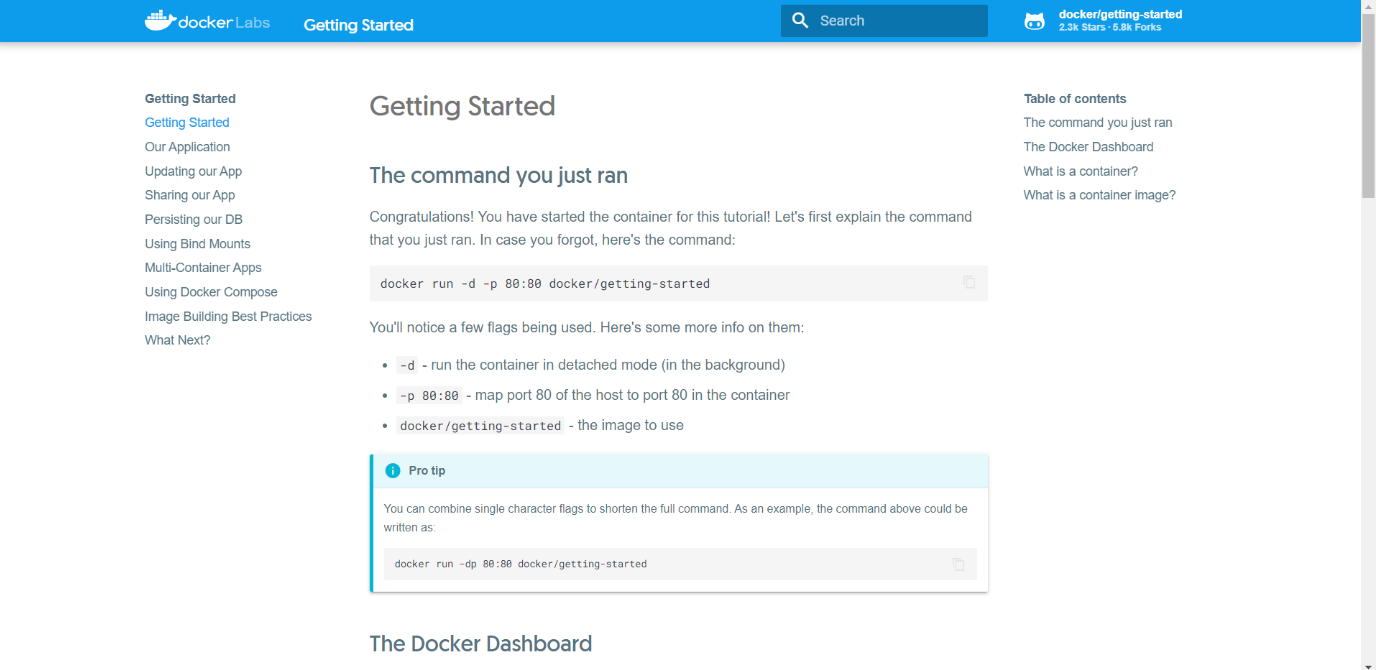 docker Labs
Getting Started
Search
docker/getting-started
2.3k Stars · 5.8k Forks
Getting Started
Getting Started
Our Application
Updating our App
Sharing our App
Persisting our DB
Using Bind Mounts
Multi-Container Apps
Using Docker Compose
Image Building Best Practices
What Next?
Getting Started
The command you just ran
Congratulations! You have started the container for this tutorial! Let's first explain the command
that you just ran. In case you forgot, here's the command:
docker run -d -p 80:80 docker/getting-started
You'll notice a few flags being used. Here's some more info on them:
• -d - run the container in detached mode (in the background)
• -p 80:80 - map port 80 of the host to port 80 in the container
• docker/getting-started - the image to use
Pro tip
You can combine single character flags to shorten the full command. As an example, the command above could be
written as:
docker run -dp 80:80 docker/getting-started
The Docker Dashboard
Table of contents
The command you just ran
The Docker Dashboard
What is a container?
What is a container image?